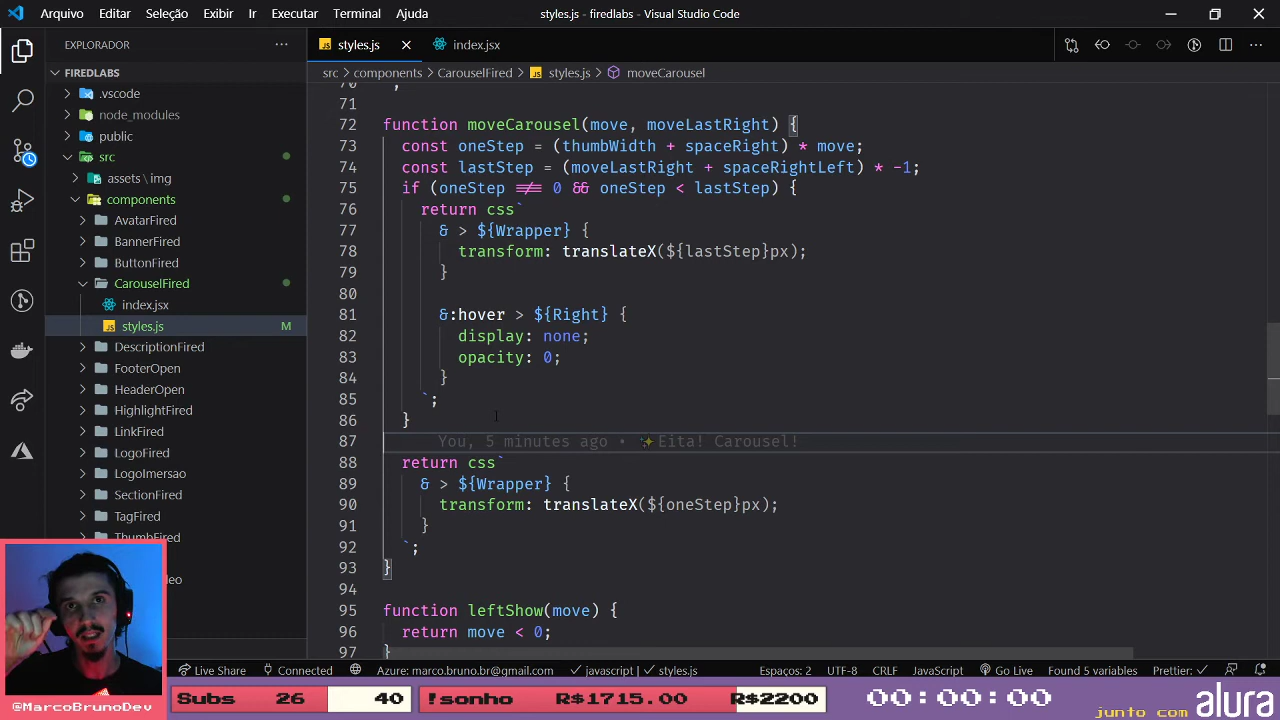 Arquivo Editar Seleção Exibir Ir Executar Terminal Ajuda styles.js - firedlabs - Visual Studio Code
EXPLORADOR
styles.js
index.jsx
FIREDLABS
src components CarouselFired styles.js moveCarousel
.vscode
node_modules
public
src
assets\img
components
AvatarFired
BannerFired
ButtonFired
CarouselFired
index.jsx
styles.js M
DescriptionFired
FooterOpen
HeaderOpen
HighlightFired
LinkFired
LogoFired
LogoImersao
SectionFired
TagFired
ThumbFired
71
72 function moveCarousel(move, moveLastRight) {
73 const oneStep = (thumbWidth + spaceRight) * move;
74 const lastStep = (moveLastRight + spaceRightLeft) * -1;
75 if (oneStep !== 0 && oneStep < lastStep) {
76 return css`
77 & > ${Wrapper} {
78 transform: translateX(${lastStep}px);
79 }
80
81 &:hover > ${Right} {
82 display: none;
83 opacity: 0;
84 }
85 `;
86 }
87 You, 5 minutes ago • ✨ Eita! Carousel!
88 return css`
89 & > ${Wrapper} {
90 transform: translateX(${oneStep}px);
91 }
92 `;
93 }
94
95 function leftShow(move) {
96 return move < 0;
97 }
Live Share Connected Azure: marco.bruno.br@gmail.com javascript | styles.js Espaços: 2 UTF-8 CRLF JavaScript Go Live Found 5 variables Prettier:
@MarcoBrunoDev
Subs 26 40 !sonho R$1715.00 R$2200 00:00:00
junto com alura